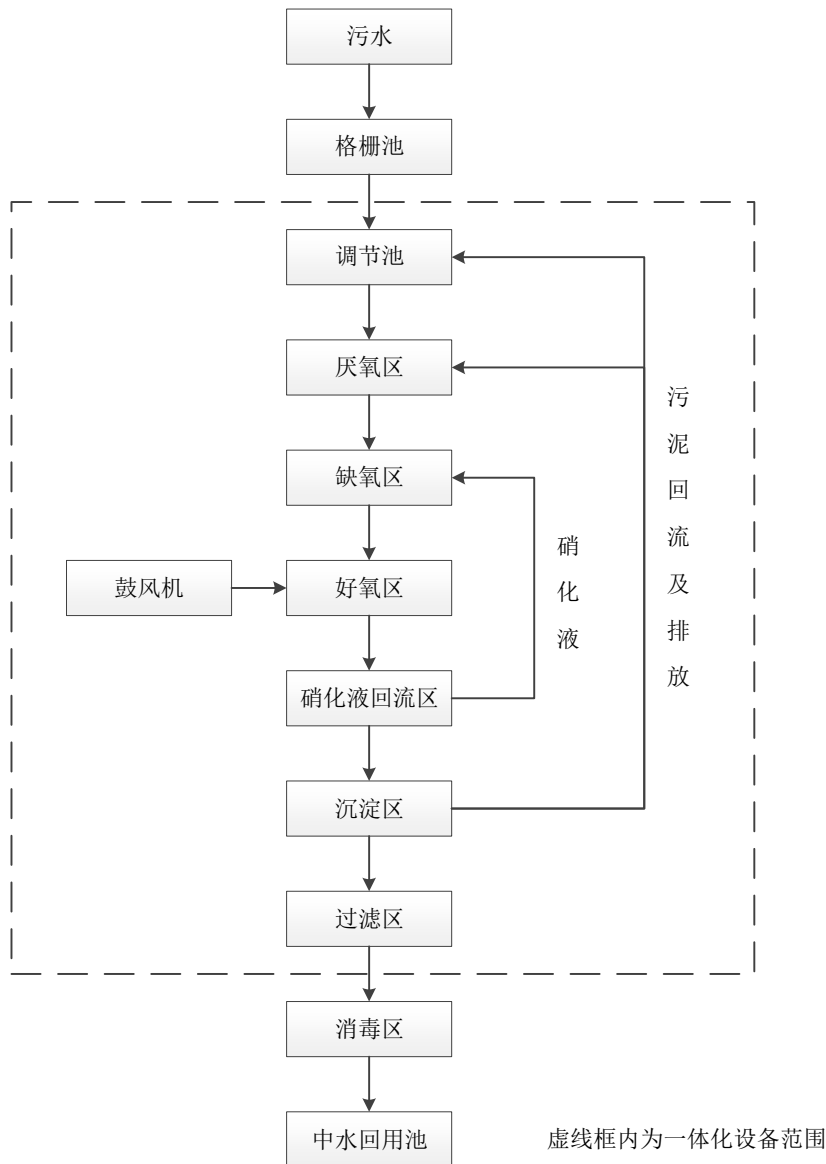 污水
格栅池
调节池
厌氧区
缺氧区
鼓风机
好氧区
硝化液回流区
沉淀区
过滤区
消毒区
中水回用池
硝化液
污泥回流及排放
虚线框内为一体化设备范围